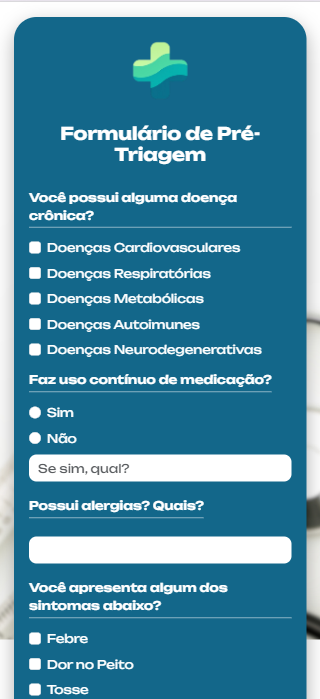 Formulário de Pré-
Triagem
Você possui alguma doença
crônica?
Doenças Cardiovasculares
Doenças Respiratórias
Doenças Metabólicas
Doenças Autoimunes
Doenças Neurodegenerativas
Faz uso contínuo de medicação?
Sim
Não
Se sim, qual?
Possui alergias? Quais?
Você apresenta algum dos
sintomas abaixo?
Febre
Dor no Peito
Tosse